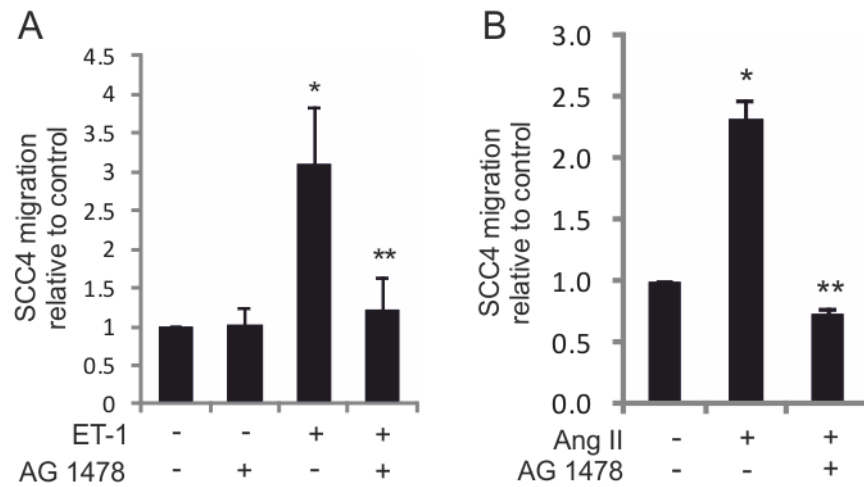 A
SCC4 migration
relative to control
4.5
4
3.5
3
2.5
2
1.5
1
0.5
0
*
**
ET-1 - - + +
AG 1478 - + - +
B
SCC4 migration
relative to control
3.0
2.5
2.0
1.5
1.0
0.5
0.0
*
**
Ang II - + +
AG 1478 - - +